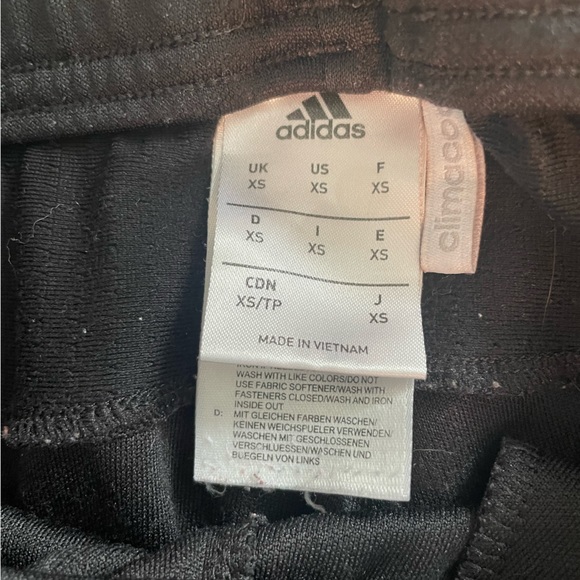 adidas
UK US F
XS XS XS
D I E
XS XS XS
CDN J
XS/TP XS
MADE IN VIETNAM
climaco
WASH WITH LIKE COLORS/DO NOT
USE FABRIC SOFTENER/WASH WITH
FASTENERS CLOSED/WASH AND IRON
INSIDE OUT
D: MIT GLEICHEN FARBEN WASCHEN/
KEINEN WEICHSPUELER VERWENDEN/
WASCHEN MIT GESCHLOSSENEN
VERSCHLUESSEN/WASCHEN UND
BUEGELN VON LINKS